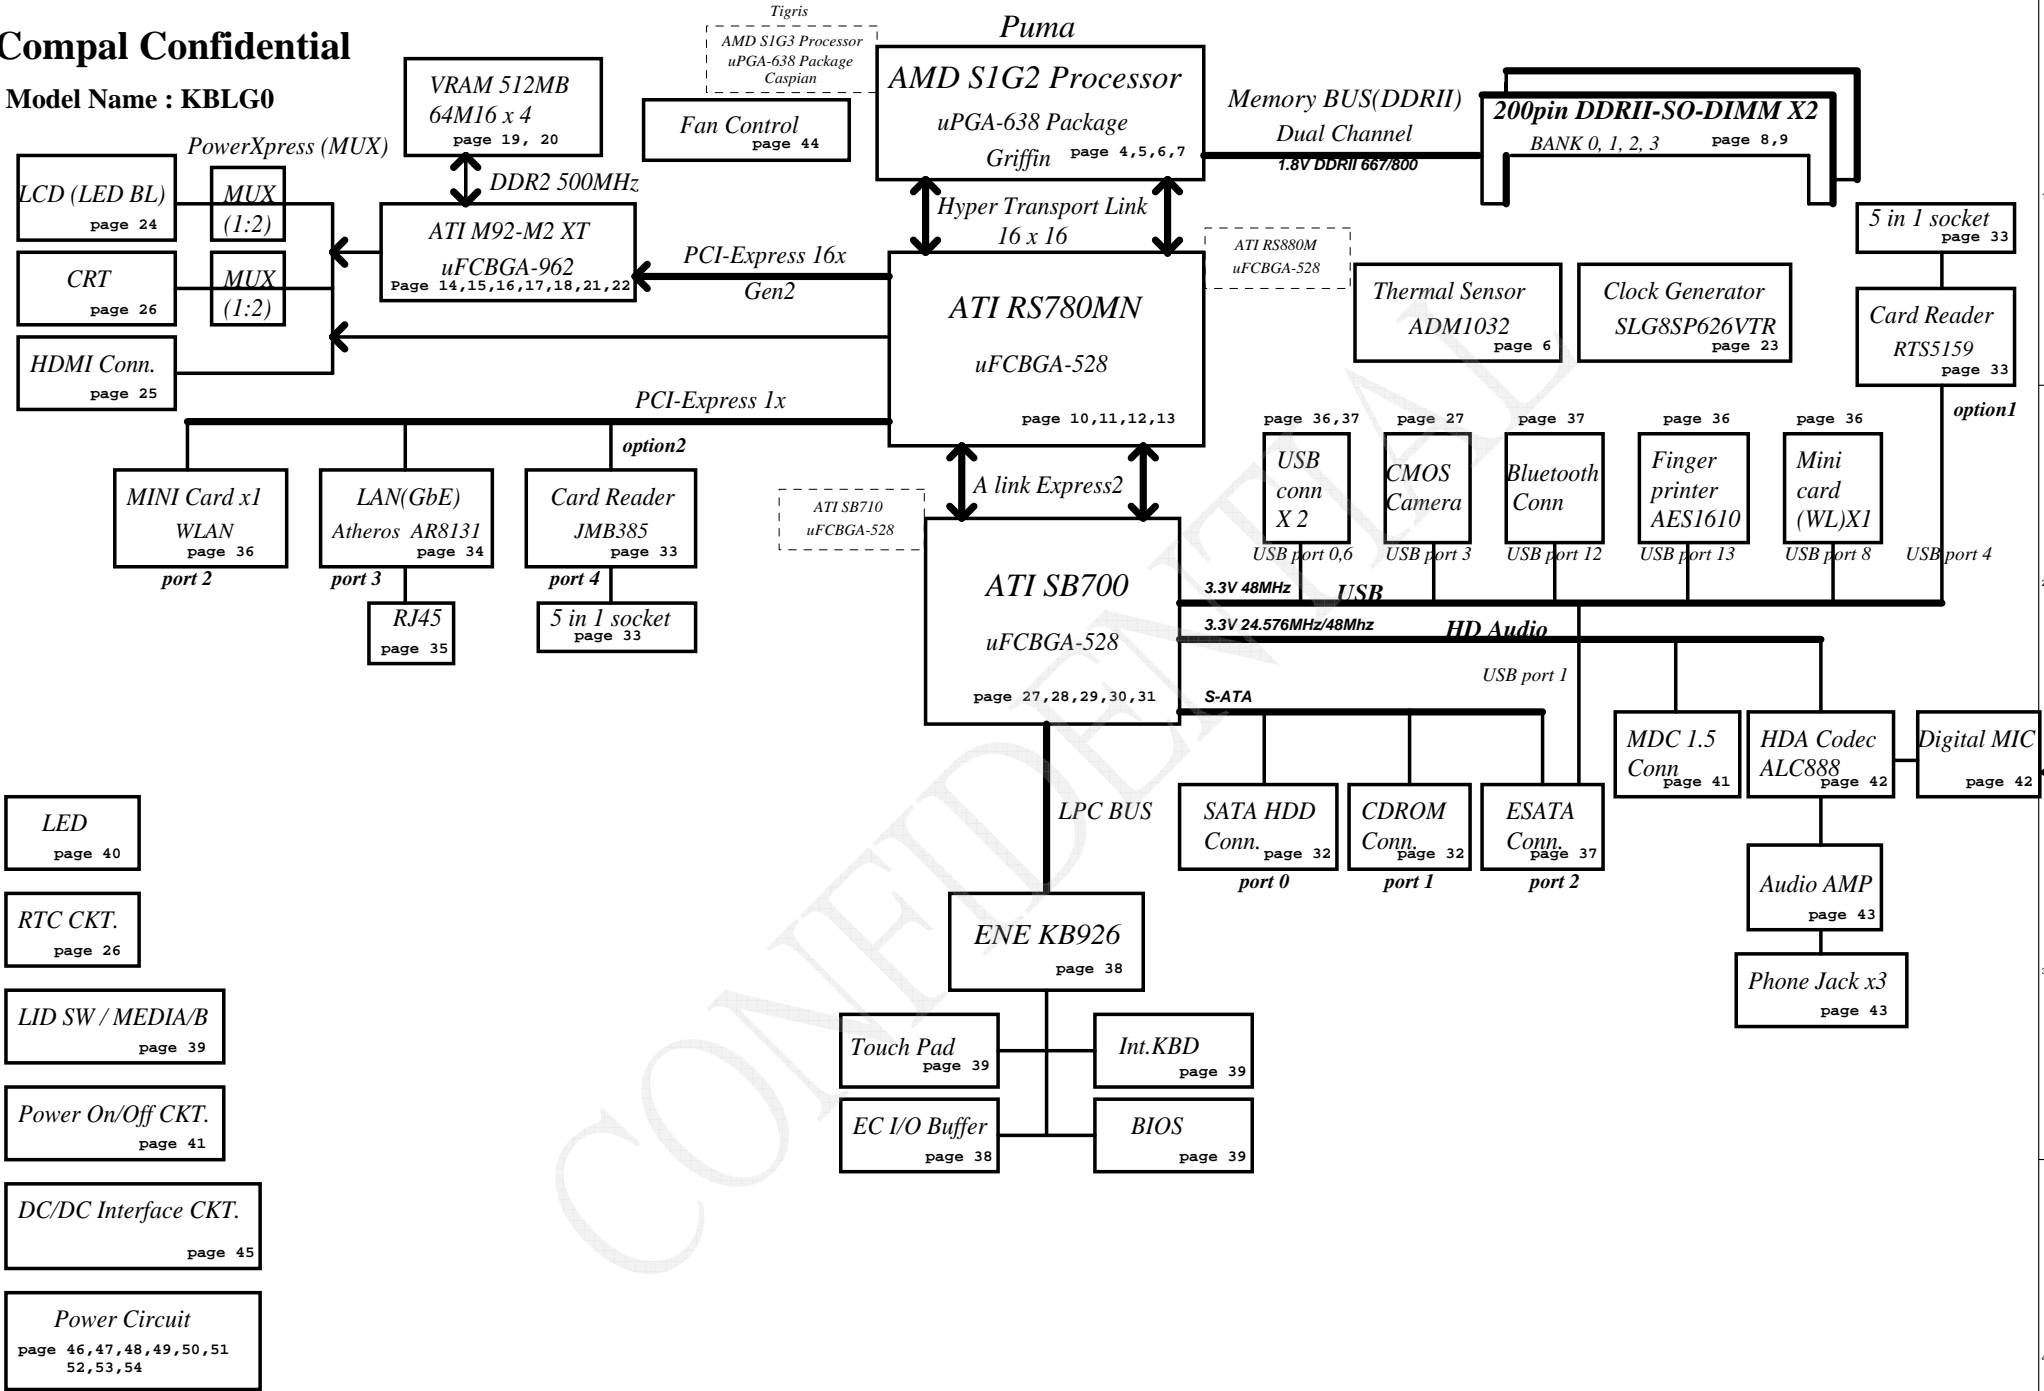 Compal Confidential
Model Name : KBLG0
Tigris
AMD S1G3 Processor
uPGA-638 Package
Caspian
Puma
AMD S1G2 Processor
uPGA-638 Package
Griffin
page 4,5,6,7
Fan Control
page 44
VRAM 512MB
64M16 x 4
page 19, 20
DDR2 500MHz
Memory BUS(DDRII)
Dual Channel
1.8V DDRII 667/800
200pin DDRII-SO-DIMM X2
BANK 0, 1, 2, 3
page 8,9
PowerXpress (MUX)
LCD (LED BL)
page 24
MUX
(1:2)
CRT
page 26
MUX
(1:2)
HDMI Conn.
page 25
ATI M92-M2 XT
uFCBGA-962
Page 14,15,16,17,18,21,22
PCI-Express 16x
Gen2
Hyper Transport Link
16 x 16
ATI RS880M
uFCBGA-528
ATI RS780MN
uFCBGA-528
page 10,11,12,13
Thermal Sensor
ADM1032
page 6
Clock Generator
SLG8SP626VTR
page 23
5 in 1 socket
page 33
Card Reader
RTS5159
page 33
option1
PCI-Express 1x
option2
MINI Card x1
WLAN
page 36
port 2
LAN(GbE)
Atheros AR8131
page 34
port 3
RJ45
page 35
Card Reader
JMB385
page 33
port 4
5 in 1 socket
page 33
A link Express2
ATI SB710
uFCBGA-528
ATI SB700
uFCBGA-528
page 27,28,29,30,31
page 36,37
USB
conn
X 2
USB port 0,6
page 27
CMOS
Camera
USB port 3
page 37
Bluetooth
Conn
USB port 12
page 36
Finger
printer
AES1610
USB port 13
page 36
Mini
card
(WL)X1
USB port 8
USB port 4
3.3V 48MHz
USB
3.3V 24.576MHz/48Mhz
HD Audio
USB port 1
S-ATA
SATA HDD
Conn.
page 32
port 0
CDROM
Conn.
page 32
port 1
ESATA
Conn.
page 37
port 2
MDC 1.5
Conn
page 41
HDA Codec
ALC888
page 42
Digital MIC
page 42
Audio AMP
page 43
Phone Jack x3
page 43
LPC BUS
ENE KB926
page 38
Touch Pad
page 39
Int.KBD
page 39
EC I/O Buffer
page 38
BIOS
page 39
LED
page 40
RTC CKT.
page 26
LID SW / MEDIA/B
page 39
Power On/Off CKT.
page 41
DC/DC Interface CKT.
page 45
Power Circuit
page 46,47,48,49,50,51
52,53,54
CONFIDENTIAL